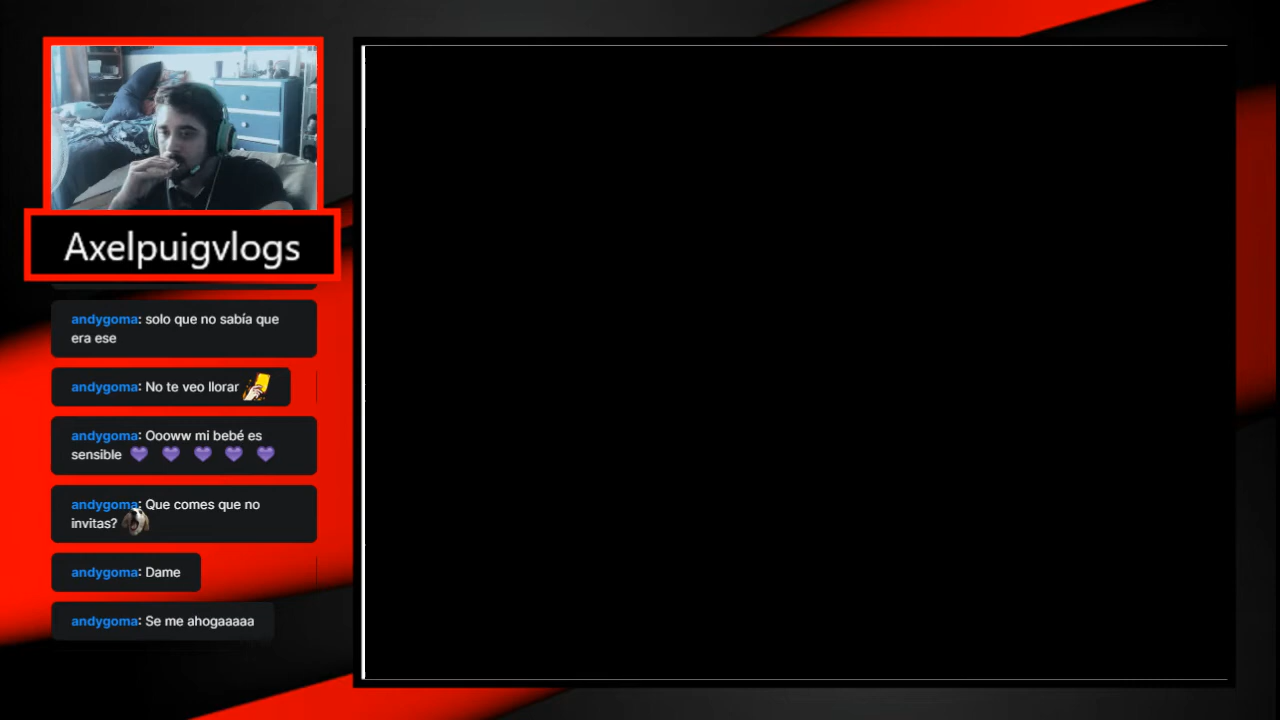 Axelpuigvlogs
andygoma: solo que no sabía que
era ese
andygoma: No te veo llorar
andygoma: Oooww mi bebé es
sensible
andygoma: Que comes que no
invitas?
andygoma: Dame
andygoma: Se me ahogaaaaa